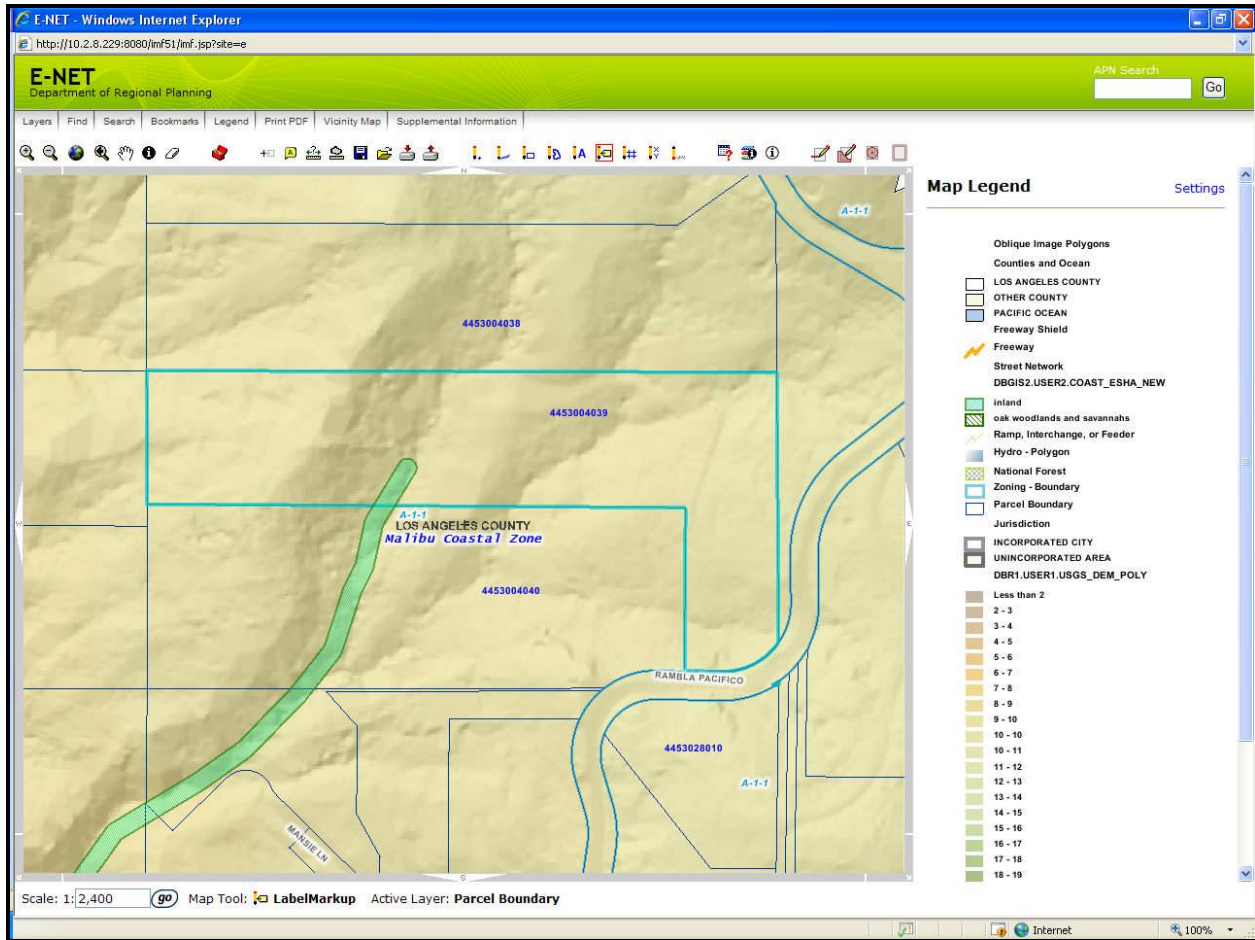 E-NET - Windows Internet Explorer
http://10.2.8.229:8080/imf51/imf.jsp?site=e
E-NET
Department of Regional Planning
APN Search
Go
Layers Find Search Bookmarks Legend Print PDF Vicinity Map Supplemental Information
N
A-1-1
4453004038
4453004039
A-1-1
LOS ANGELES COUNTY
Malibu Coastal Zone
4453004040
RAMBLA PACIFICO
4453028010
A-1-1
MANSIE LN
W
E
S
Map Legend
Settings
Oblique Image Polygons
Counties and Ocean
LOS ANGELES COUNTY
OTHER COUNTY
PACIFIC OCEAN
Freeway Shield
Freeway
Street Network
DBGIS2.USER2.COAST_ESHA_NEW
inland
oak woodlands and savannahs
Ramp, Interchange, or Feeder
Hydro - Polygon
National Forest
Zoning - Boundary
Parcel Boundary
Jurisdiction
INCORPORATED CITY
UNINCORPORATED AREA
DBR1.USER1.USGS_DEM_POLY
Less than 2
2 - 3
3 - 4
4 - 5
5 - 6
6 - 7
7 - 8
8 - 9
9 - 10
10 - 10
10 - 11
11 - 12
12 - 13
13 - 14
14 - 15
15 - 16
16 - 17
17 - 18
18 - 19
Scale: 1: 2,400 go Map Tool: LabelMarkup Active Layer: Parcel Boundary
Internet
100%